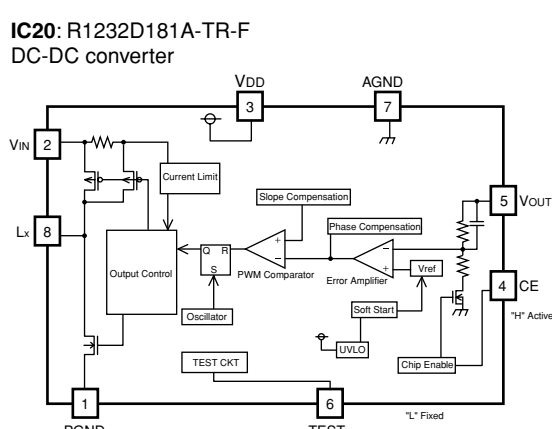 IC20: R1232D181A-TR-F
DC-DC converter
VDD
AGND
3
7
VIN
2
Current Limit
Slope Compensation
5
VOUT
Lx
8
Phase Compensation
Output Control
Q
R
S
+
−
PWM Comparator
−
+
Error Amplifier
Vref
4
CE
"H" Active
Oscillator
Soft Start
UVLO
TEST CKT
Chip Enable
1
6
"L" Fixed
PGND
TEST